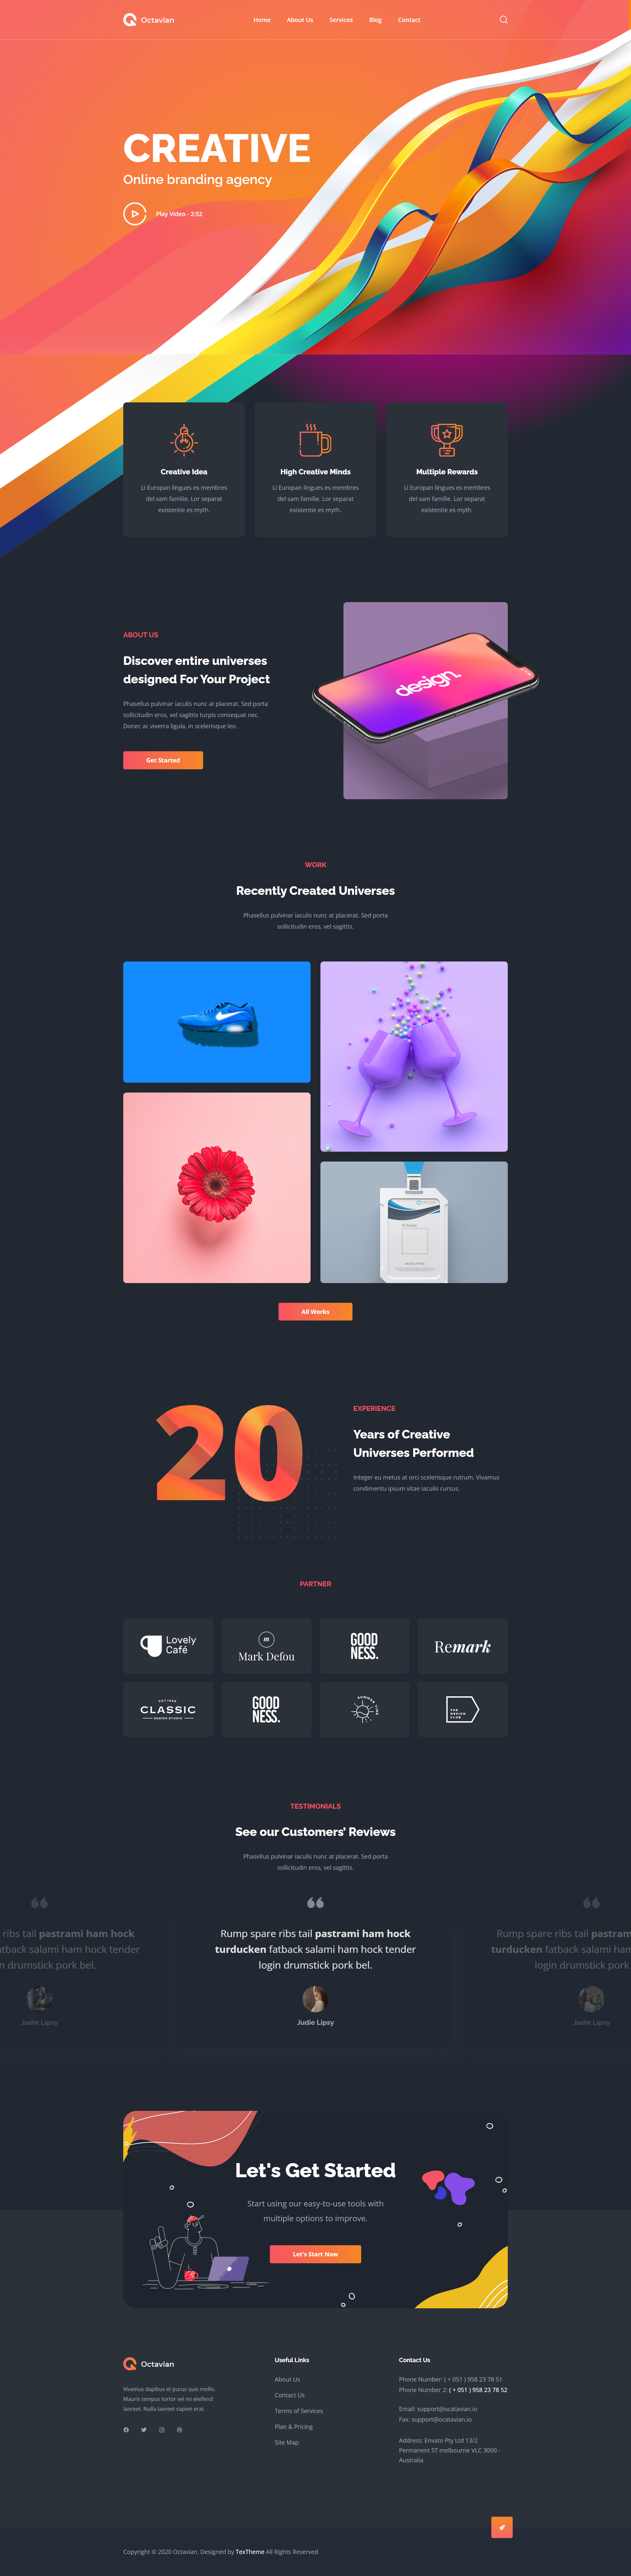 Octavian
Home About Us Services Blog Contact
CREATIVE
Online branding agency
Play Video - 2:52
Creative Idea
Li Europan lingues es membres
del sam familie. Lor separat
existentie es myth.
High Creative Minds
Li Europan lingues es membres
del sam familie. Lor separat
existentie es myth.
Multiple Rewards
Li Europan lingues es membres
del sam familie. Lor separat
existentie es myth.
ABOUT US
Discover entire universes
designed For Your Project
Phasellus pulvinar iaculis nunc at placerat. Sed porta
sollicitudin eros, vel sagittis turpis consequat nec.
Donec ac viverra ligula, in scelerisque leo.
Get Started
design.
WORK
Recently Created Universes
Phasellus pulvinar iaculis nunc at placerat. Sed porta
sollicitudin eros, vel sagittis.
All Works
20
EXPERIENCE
Years of Creative
Universes Performed
Integer eu metus at orci scelerisque rutrum. Vivamus
condimentu ipsum vitae iaculis cursus.
PARTNER
Lovely
Café
m
Mark Defou
GOOD
NESS.
Remark
CLASSIC
DESIGN STUDIO
GOOD
NESS.
SUMMER TIME
THE
DESIGN
CLUB
TESTIMONIALS
See our Customers' Reviews
Phasellus pulvinar iaculis nunc at placerat. Sed porta
sollicitudin eros, vel sagittis.
ribs tail pastrami ham hock
tback salami ham hock tender
n drumstick pork bel.
Judie Lipsy
Rump spare ribs tail pastrami ham hock
turducken fatback salami ham hock tender
login drumstick pork bel.
Judie Lipsy
Rump spare ribs tail pastram
turducken fatback salami ham
login drumstick pork
Judie Lipsy
Let's Get Started
Start using our easy-to-use tools with
multiple options to improve.
Let's Start Now
Octavian
Vivamus dapibus et purus quis mollis.
Mauris tempus tortor vel mi eleifend
laoreet. Nulla laoreet sapien erat.
Useful Links
About Us
Contact Us
Terms of Services
Plan & Pricing
Site Map
Contact Us
Phone Number: ( + 051 ) 958 23 78 51
Phone Number 2: ( + 051 ) 958 23 78 52
Email: support@ocatavian.io
Fax: support@ocatavian.io
Address: Envato Pty Ltd 13/2
Permanent ST melbourne VLC 3000 -
Australia
Copyright © 2020 Octavian, Designed by TexTheme All Rights Reserved